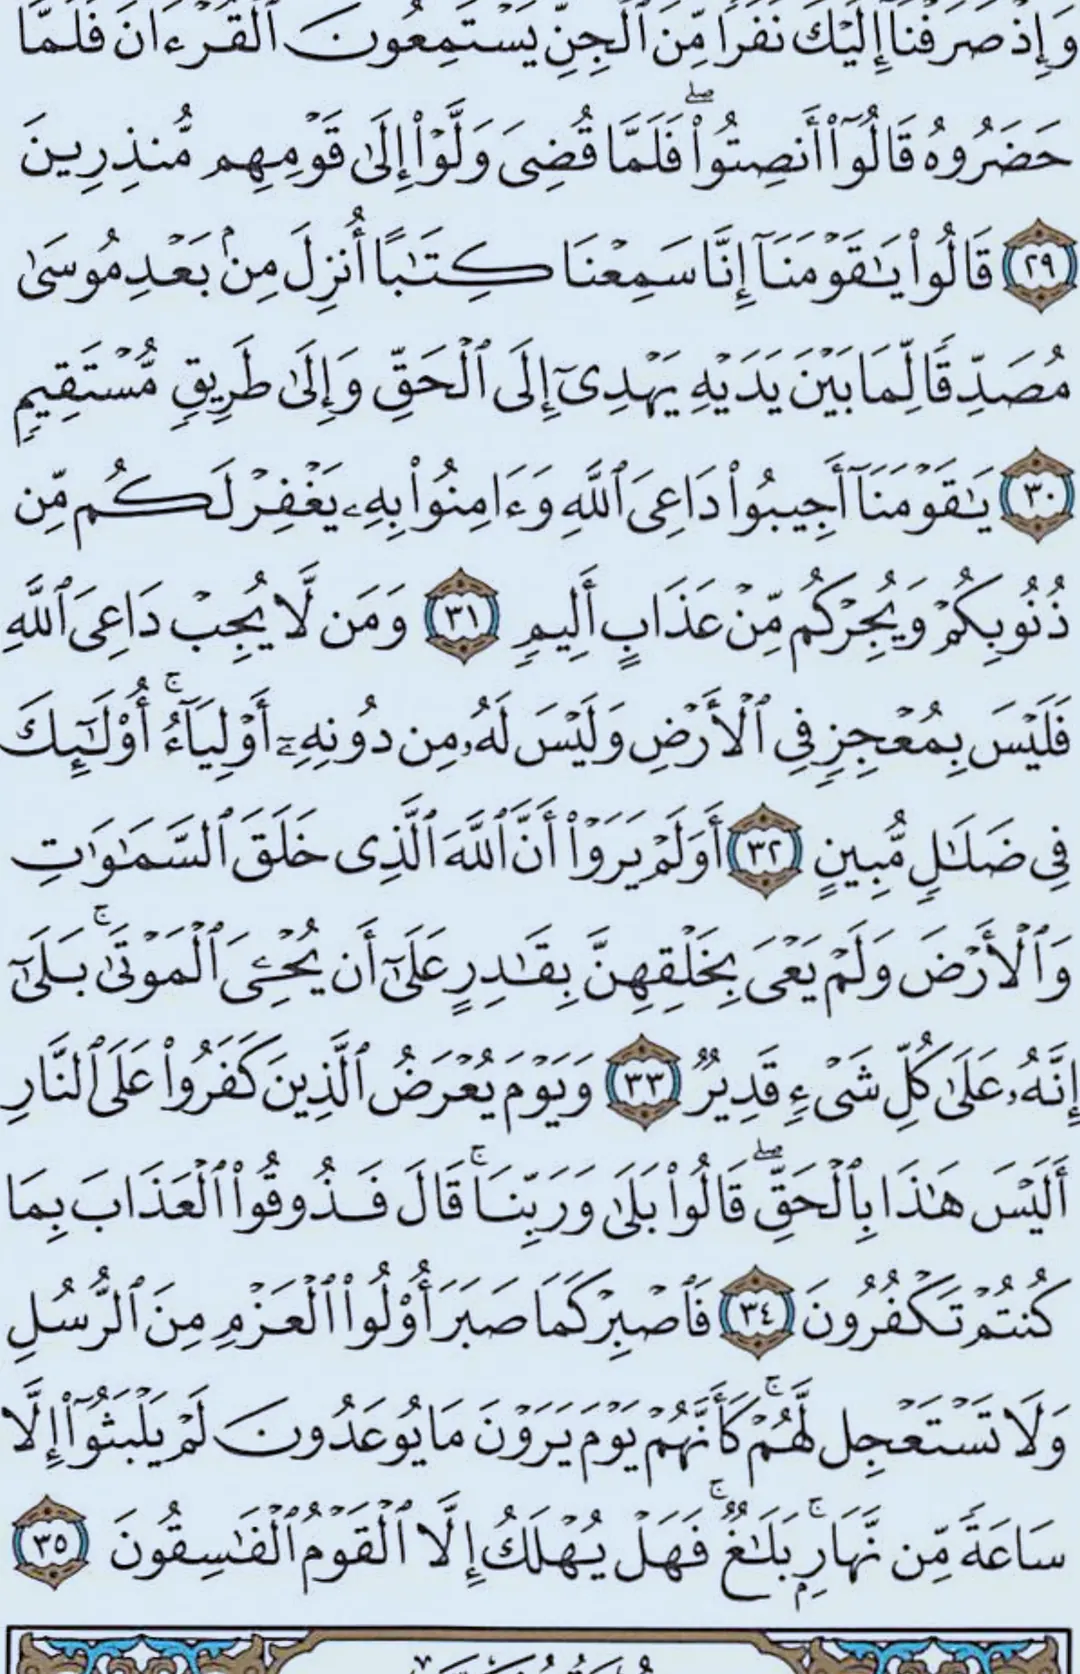 وَإِذْ صَرَفْنَآ إِلَيْكَ نَفَرًا مِّنَ ٱلْجِنِّ يَسْتَمِعُونَ ٱلْقُرْءَانَ فَلَمَّا
حَضَرُوهُ قَالُوٓا۟ أَنصِتُوا۟ ۖ فَلَمَّا قُضِىَ وَلَّوْا۟ إِلَىٰ قَوْمِهِم مُّنذِرِينَ
٢٩ قَالُوا۟ يَـٰقَوْمَنَآ إِنَّا سَمِعْنَا كِتَـٰبًا أُنزِلَ مِنۢ بَعْدِ مُوسَىٰ
مُصَدِّقًا لِّمَا بَيْنَ يَدَيْهِ يَهْدِىٓ إِلَى ٱلْحَقِّ وَإِلَىٰ طَرِيقٍ مُّسْتَقِيمٍ
٣٠ يَـٰقَوْمَنَآ أَجِيبُوا۟ دَاعِىَ ٱللَّهِ وَءَامِنُوا۟ بِهِۦ يَغْفِرْ لَكُم مِّن
ذُنُوبِكُمْ وَيُجِرْكُم مِّنْ عَذَابٍ أَلِيمٍ ٣١ وَمَن لَّا يُجِبْ دَاعِىَ ٱللَّهِ
فَلَيْسَ بِمُعْجِزٍ فِى ٱلْأَرْضِ وَلَيْسَ لَهُۥ مِن دُونِهِۦٓ أَوْلِيَآءُ ۚ أُو۟لَـٰٓئِكَ
فِى ضَلَـٰلٍ مُّبِينٍ ٣٢ أَوَلَمْ يَرَوْا۟ أَنَّ ٱللَّهَ ٱلَّذِى خَلَقَ ٱلسَّمَـٰوَٰتِ
وَٱلْأَرْضَ وَلَمْ يَعْىَ بِخَلْقِهِنَّ بِقَـٰدِرٍ عَلَىٰٓ أَن يُحْـِۧىَ ٱلْمَوْتَىٰ ۚ بَلَىٰٓ
إِنَّهُۥ عَلَىٰ كُلِّ شَىْءٍ قَدِيرٌ ٣٣ وَيَوْمَ يُعْرَضُ ٱلَّذِينَ كَفَرُوا۟ عَلَى ٱلنَّارِ
أَلَيْسَ هَـٰذَا بِٱلْحَقِّ ۖ قَالُوا۟ بَلَىٰ وَرَبِّنَا ۚ قَالَ فَذُوقُوا۟ ٱلْعَذَابَ بِمَا
كُنتُمْ تَكْفُرُونَ ٣٤ فَٱصْبِرْ كَمَا صَبَرَ أُو۟لُوا۟ ٱلْعَزْمِ مِنَ ٱلرُّسُلِ
وَلَا تَسْتَعْجِل لَّهُمْ ۚ كَأَنَّهُمْ يَوْمَ يَرَوْنَ مَا يُوعَدُونَ لَمْ يَلْبَثُوٓا۟ إِلَّا
سَاعَةً مِّن نَّهَارٍۭ ۚ بَلَـٰغٌ ۚ فَهَلْ يُهْلَكُ إِلَّا ٱلْقَوْمُ ٱلْفَـٰسِقُونَ ٣٥